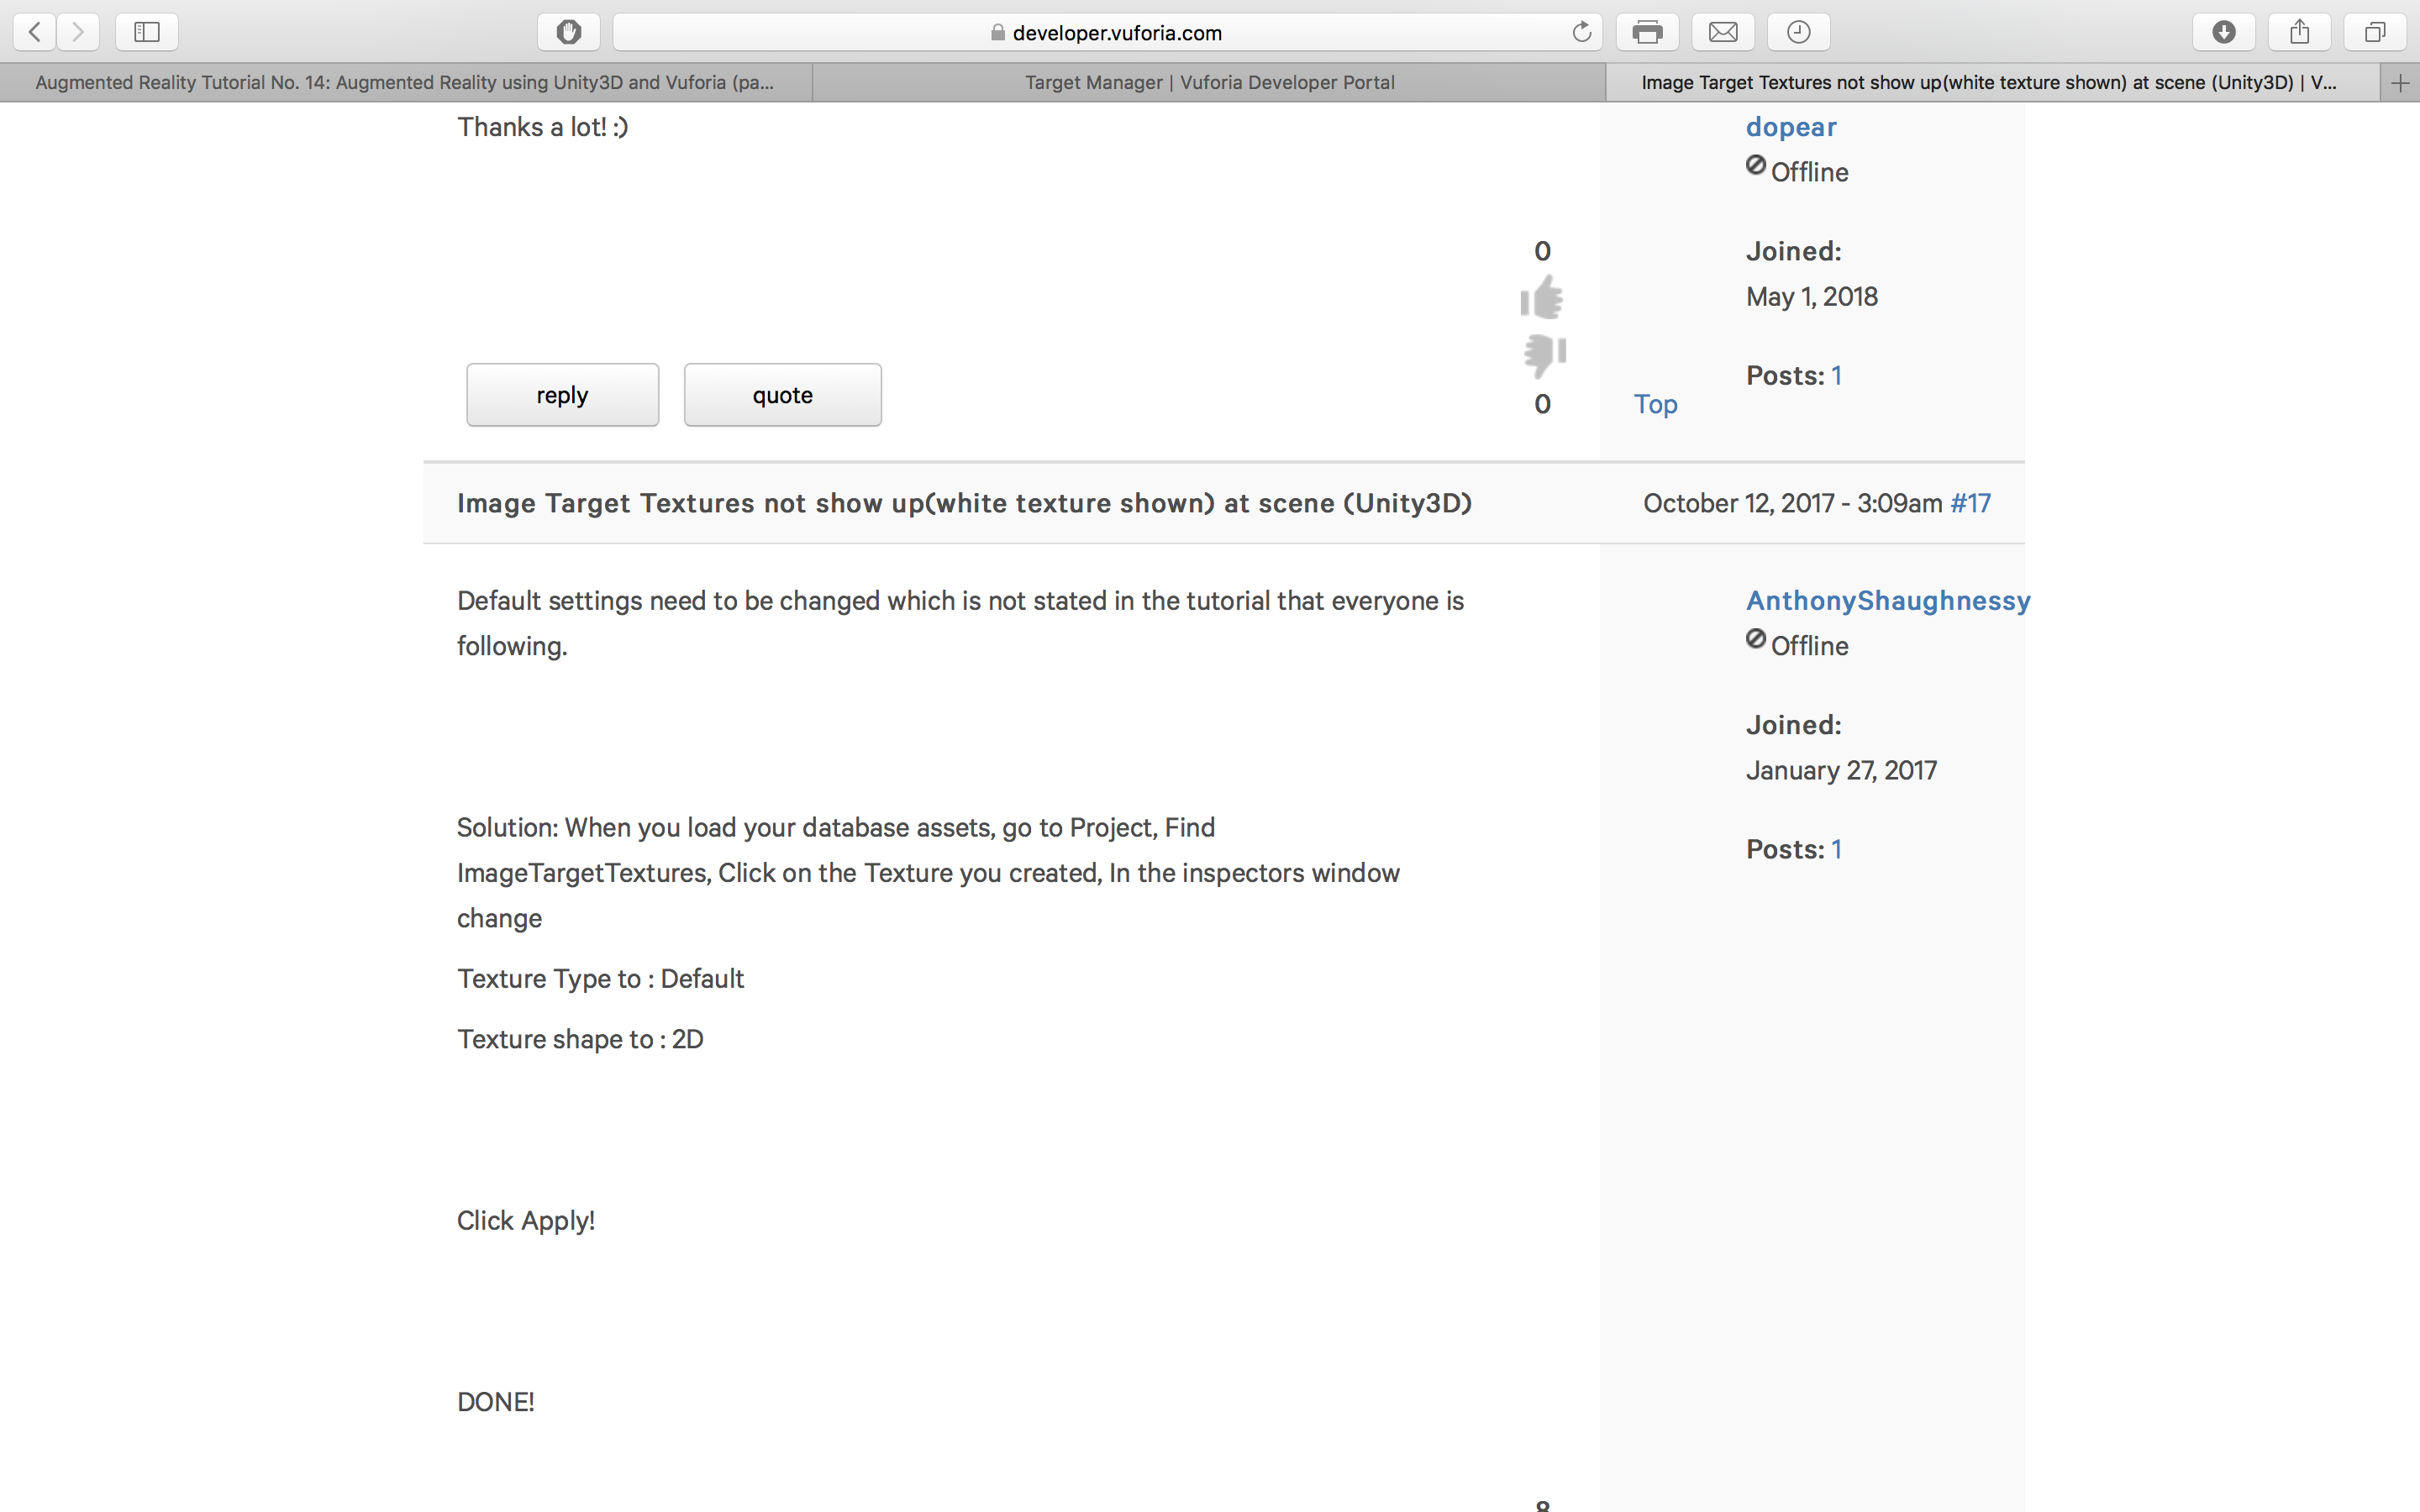 developer.vuforia.com
Augmented Reality Tutorial No. 14: Augmented Reality using Unity3D and Vuforia (pa...
Target Manager | Vuforia Developer Portal
Image Target Textures not show up(white texture shown) at scene (Unity3D) | V...
Thanks a lot! :)
dopear
Offline
0
Joined:
May 1, 2018
Posts: 1
reply
quote
0
Top
Image Target Textures not show up(white texture shown) at scene (Unity3D)
October 12, 2017 - 3:09am #17
Default settings need to be changed which is not stated in the tutorial that everyone is
following.
AnthonyShaughnessy
Offline
Joined:
January 27, 2017
Posts: 1
Solution: When you load your database assets, go to Project, Find
ImageTargetTextures, Click on the Texture you created, In the inspectors window
change
Texture Type to : Default
Texture shape to : 2D
Click Apply!
DONE!
8